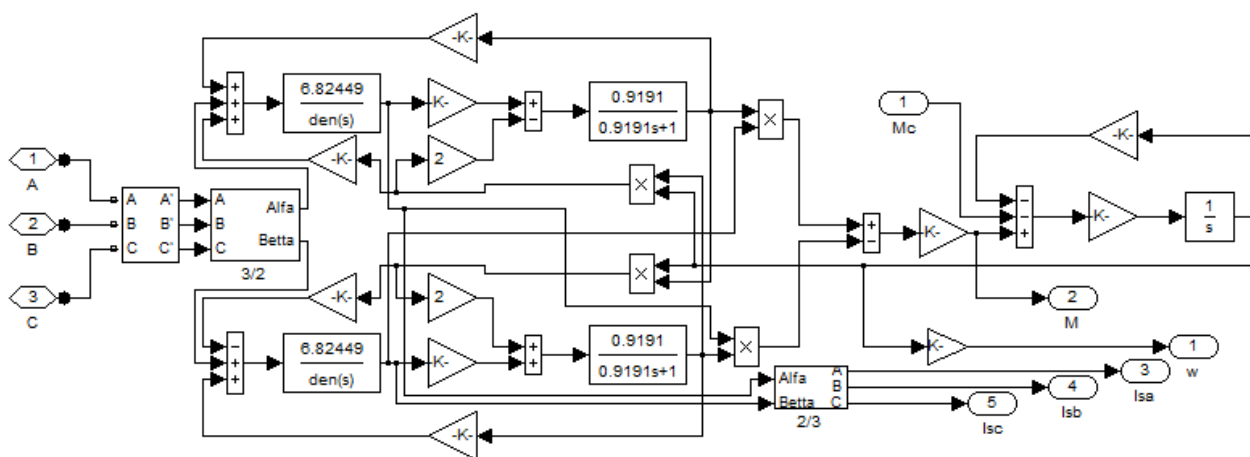 -K-
+
+
+
6.82449
den(s)
K-
+
−
0.9191
0.9191s+1
×
1
Mc
-K-
-K-
2
×
1
A
2
B
3
C
A A'
B B'
C C'
A
B
C
Alfa
Betta
3/2
+
−
K-
−
−
+
K-
1
s
×
-K-
2
2
M
−
+
+
6.82449
den(s)
K-
+
+
0.9191
0.9191s+1
×
K-
1
w
Alfa A
B
Betta C
2/3
3
Isa
4
Isb
5
Isc
-K-